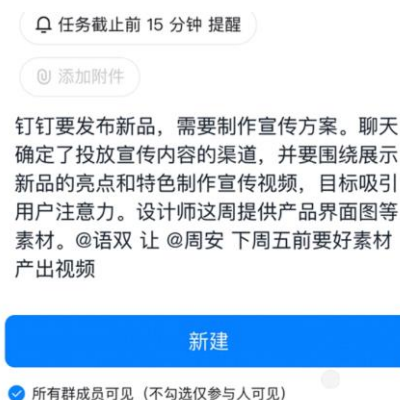 任务截止前 15 分钟 提醒
添加附件
钉钉要发布新品，需要制作宣传方案。聊天
确定了投放宣传内容的渠道，并要围绕展示
新品的亮点和特色制作宣传视频，目标吸引
用户注意力。设计师这周提供产品界面图等
素材。@语双 让 @周安 下周五前要好素材
产出视频
新建
所有群成员可见（不勾选仅参与人可见）